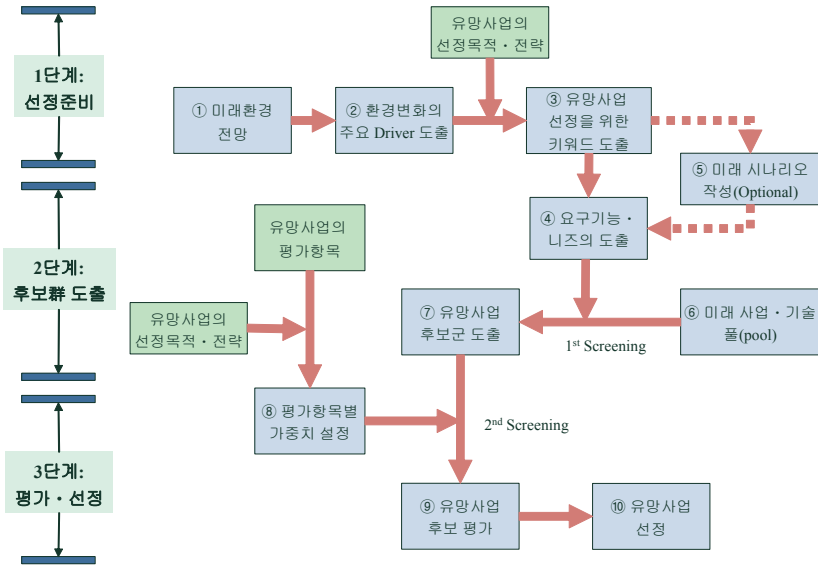 1단계:
선정준비
유망사업의
선정목적・전략
① 미래환경
전망
② 환경변화의
주요 Driver 도출
③ 유망사업
선정을 위한
키워드 도출
⑤ 미래 시나리오
작성(Optional)
④ 요구기능・
니즈의 도출
2단계:
후보群 도출
유망사업의
평가항목
유망사업의
선정목적・전략
⑦ 유망사업
후보군 도출
1st Screening
⑥ 미래 사업・기술
풀(pool)
⑧ 평가항목별
가중치 설정
2nd Screening
3단계:
평가・선정
⑨ 유망사업
후보 평가
⑩ 유망사업
선정